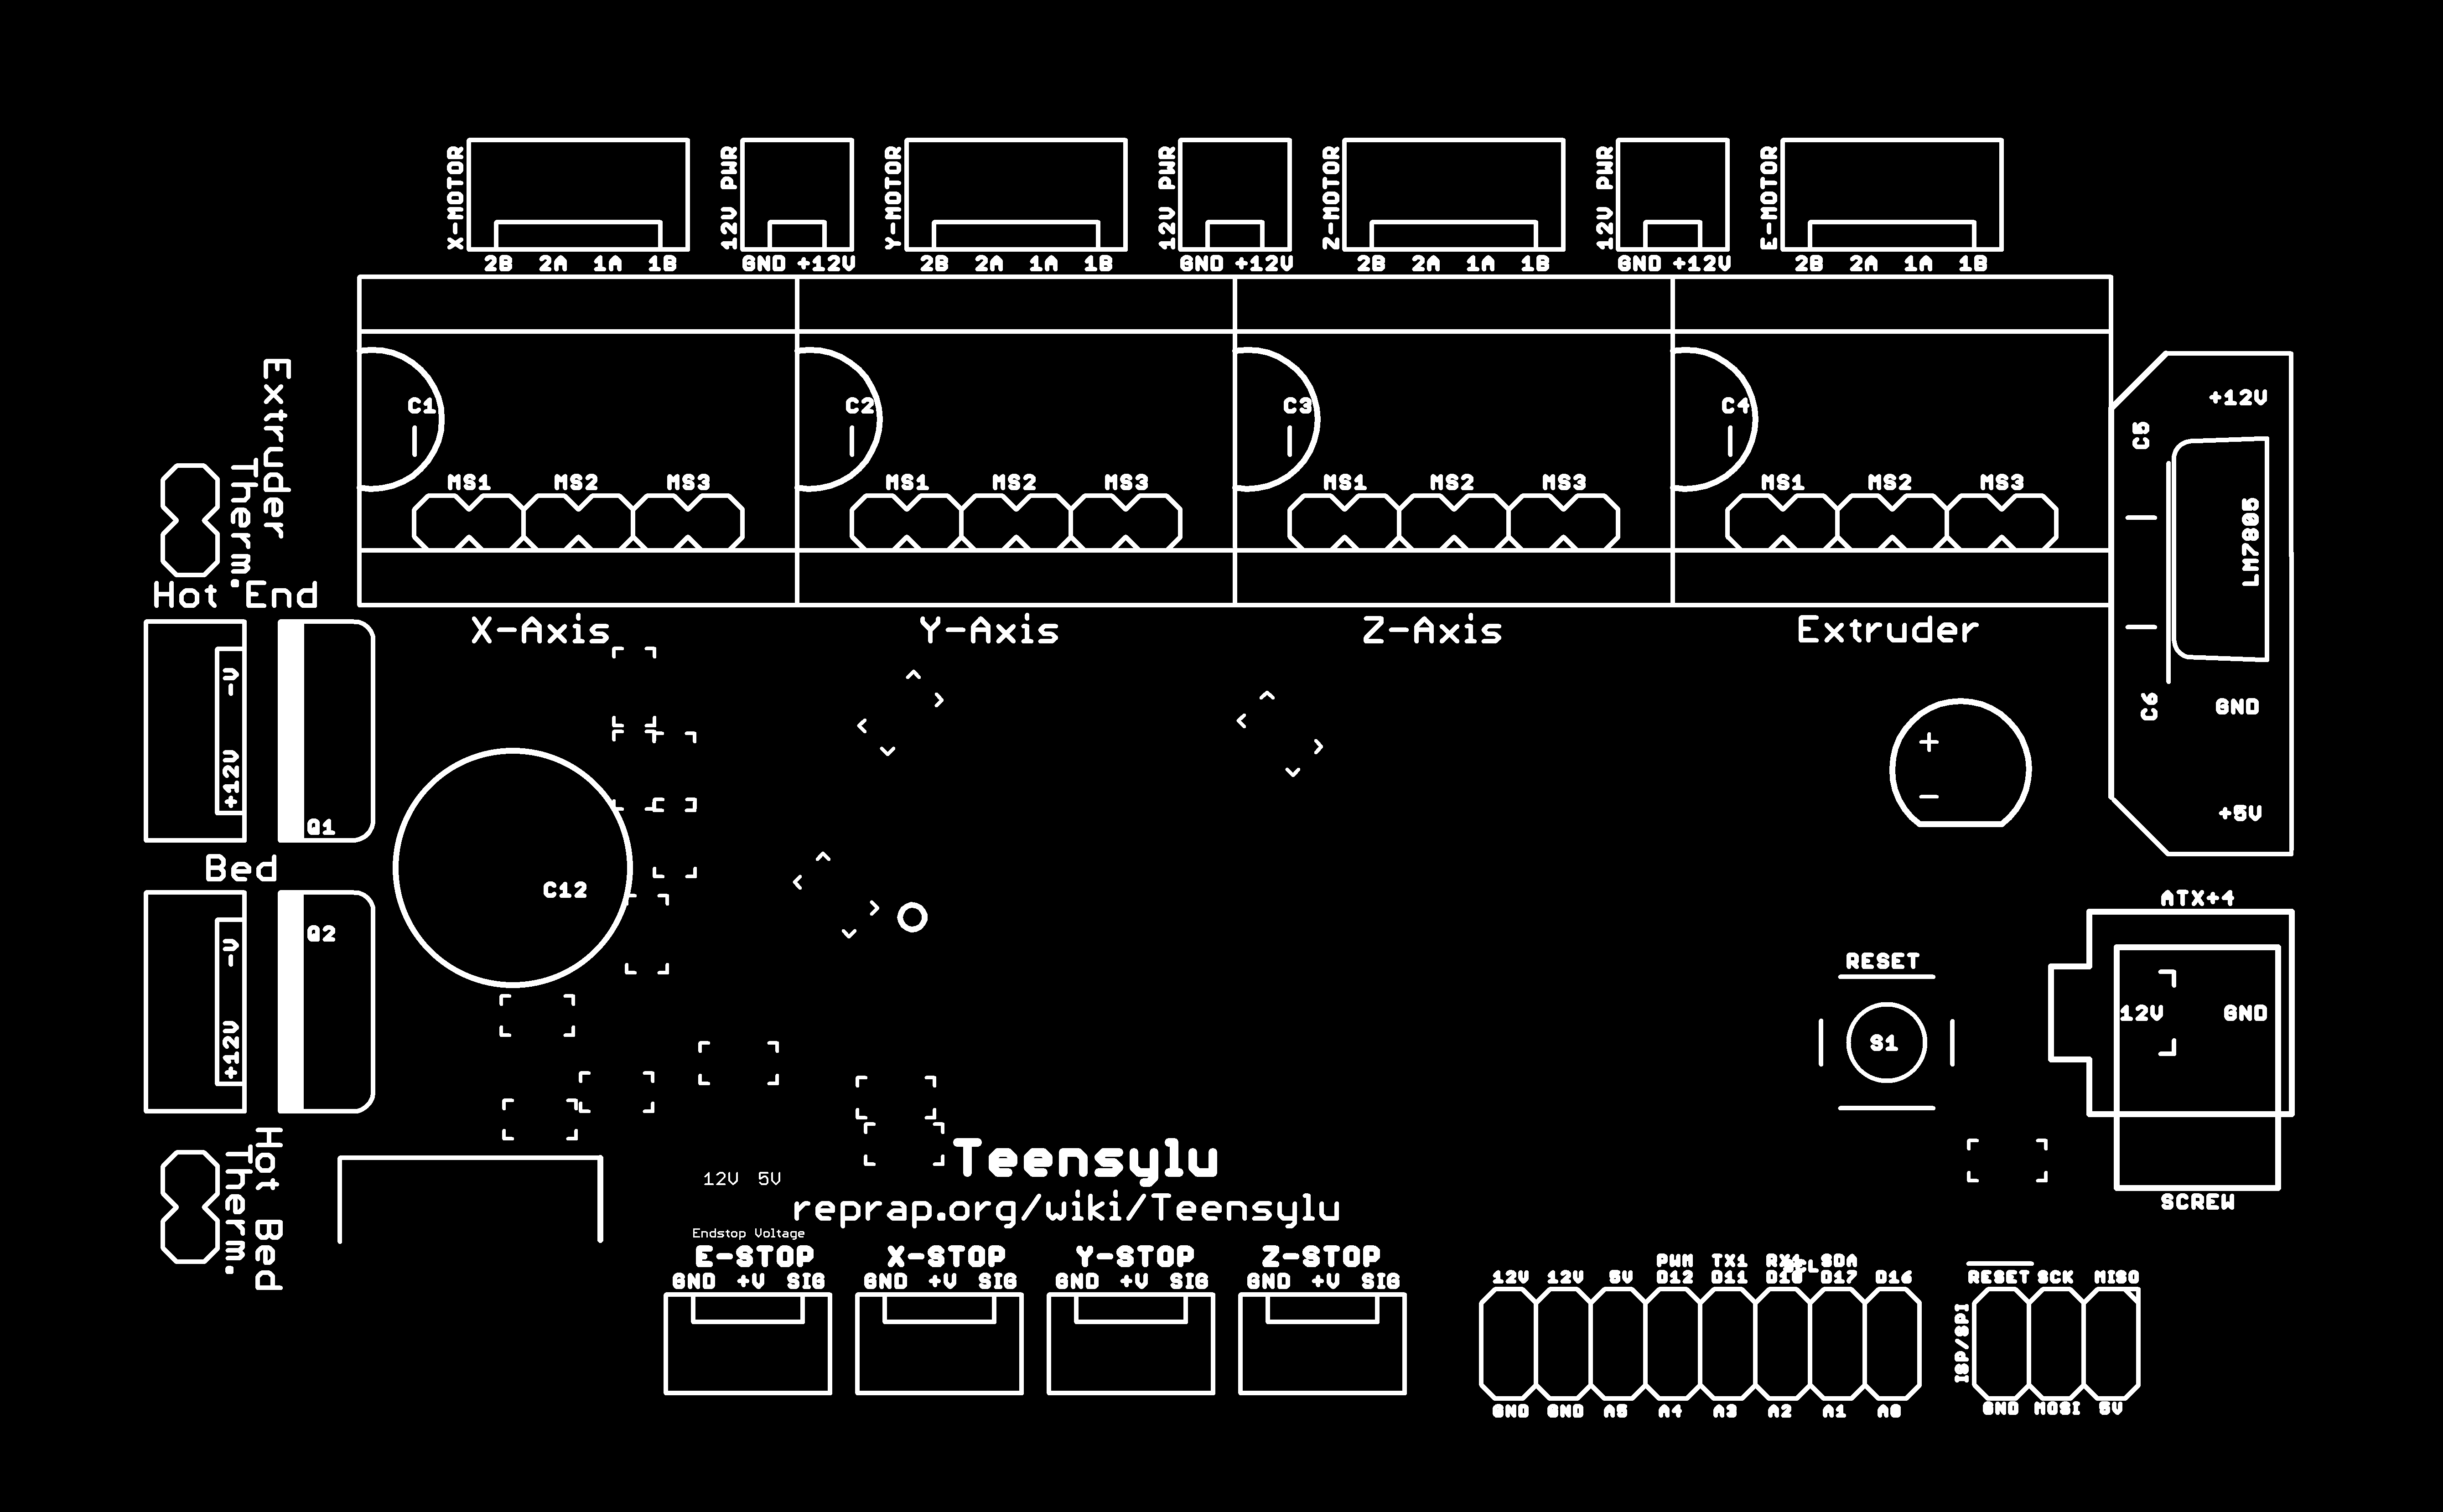 X-MOTOR
12V PWR
Y-MOTOR
12V PWR
Z-MOTOR
12V PWR
E-MOTOR
2B 2A 1A 1B
GND +12V
2B 2A 1A 1B
GND +12V
2B 2A 1A 1B
GND +12V
2B 2A 1A 1B
C1
C2
C3
C4
MS1 MS2 MS3
MS1 MS2 MS3
MS1 MS2 MS3
MS1 MS2 MS3
X-Axis
Y-Axis
Z-Axis
Extruder
+12V
C5
LM7805
C6
GND
+5V
Extruder
Therm.
Hot End
-V
+12V
Q1
Bed
-V
+12V
Q2
C12
+
-
Hot Bed
Therm.
ATX+4
12V GND
SCREW
RESET
S1
Teensylu
reprap.org/wiki/Teensylu
12V 5V
Endstop Voltage
E-STOP
GND +V SIG
X-STOP
GND +V SIG
Y-STOP
GND +V SIG
Z-STOP
GND +V SIG
PWM TX1 RX1 SDA
12V 12V 5V D12 D11 D10 D17 D16
GND GND A5 A4 A3 A2 A1 A0
RESET SCK MISO
ISP/SPI
GND MOSI 5V